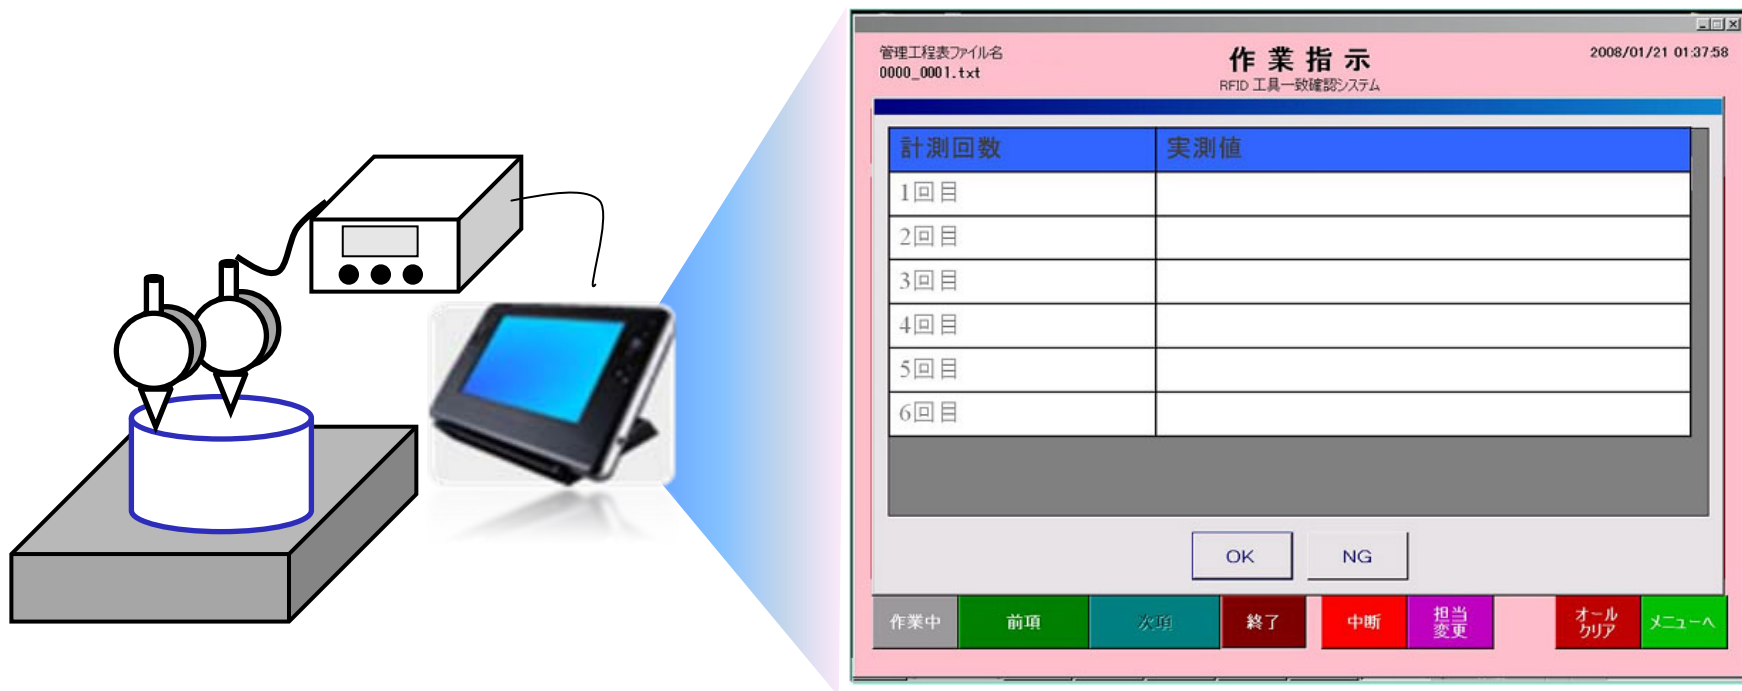 管理工程表ファイル名
0000_0001.txt
作業指示
RFID 工具一致確認システム
2008/01/21 01:37:58
計測回数 実測値
1回目
2回目
3回目
4回目
5回目
6回目
OK NG
作業中 前項 次項 終了 中断 担当変更 オールクリア メニューへ